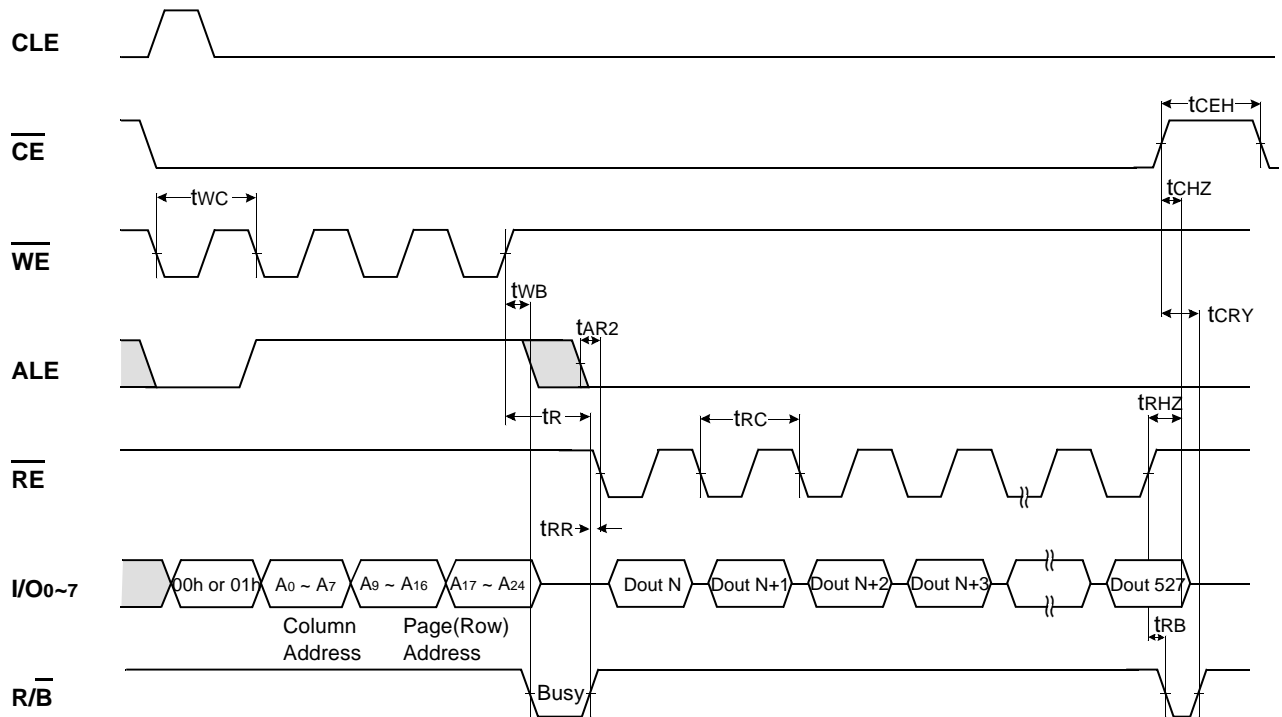 CLE
tCEH
CE
tCHZ
tWC
WE
tWB
tCRY
tAR2
ALE
tRHZ
tR
tRC
RE
tRR
I/O0~7
00h or 01h
A0 ~ A7
A9 ~ A16
A17 ~ A24
Dout N
Dout N+1
Dout N+2
Dout N+3
Dout 527
Column
Address
Page(Row)
Address
tRB
R/B
Busy